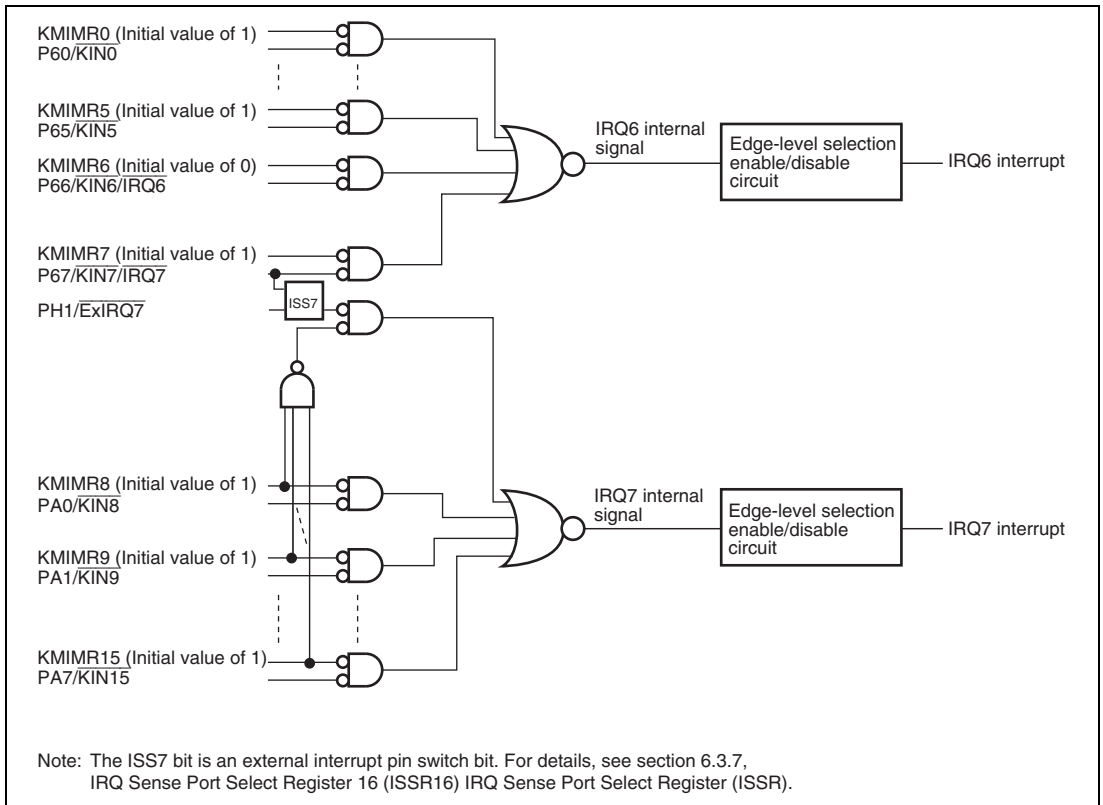 KMIMR0 (Initial value of 1)
P60/KIN0
KMIMR5 (Initial value of 1)
P65/KIN5
KMIMR6 (Initial value of 0)
P66/KIN6/IRQ6
KMIMR7 (Initial value of 1)
P67/KIN7/IRQ7
PH1/ExIRQ7
ISS7
IRQ6 internal
signal
Edge-level selection
enable/disable
circuit
IRQ6 interrupt
KMIMR8 (Initial value of 1)
PA0/KIN8
KMIMR9 (Initial value of 1)
PA1/KIN9
KMIMR15 (Initial value of 1)
PA7/KIN15
IRQ7 internal
signal
Edge-level selection
enable/disable
circuit
IRQ7 interrupt
Note: The ISS7 bit is an external interrupt pin switch bit. For details, see section 6.3.7,
IRQ Sense Port Select Register 16 (ISSR16) IRQ Sense Port Select Register (ISSR).